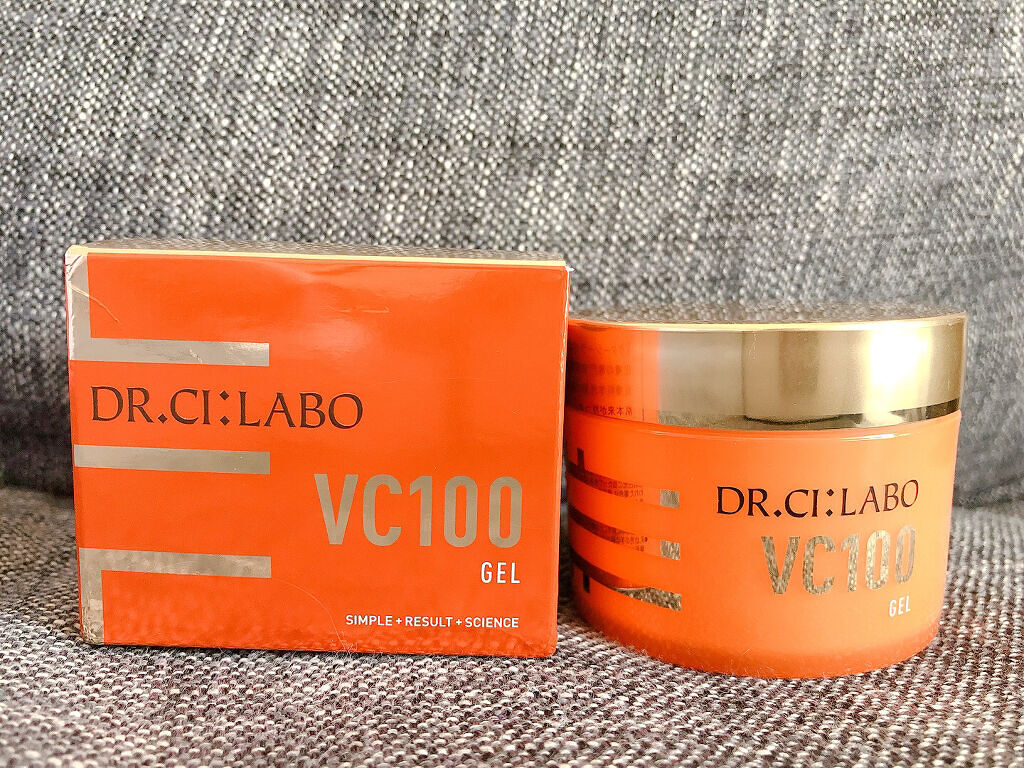 DR.CI:LABO
VC100
GEL
SIMPLE+RESULT+SCIENCE
DR.CI:LABO
VC100
GEL